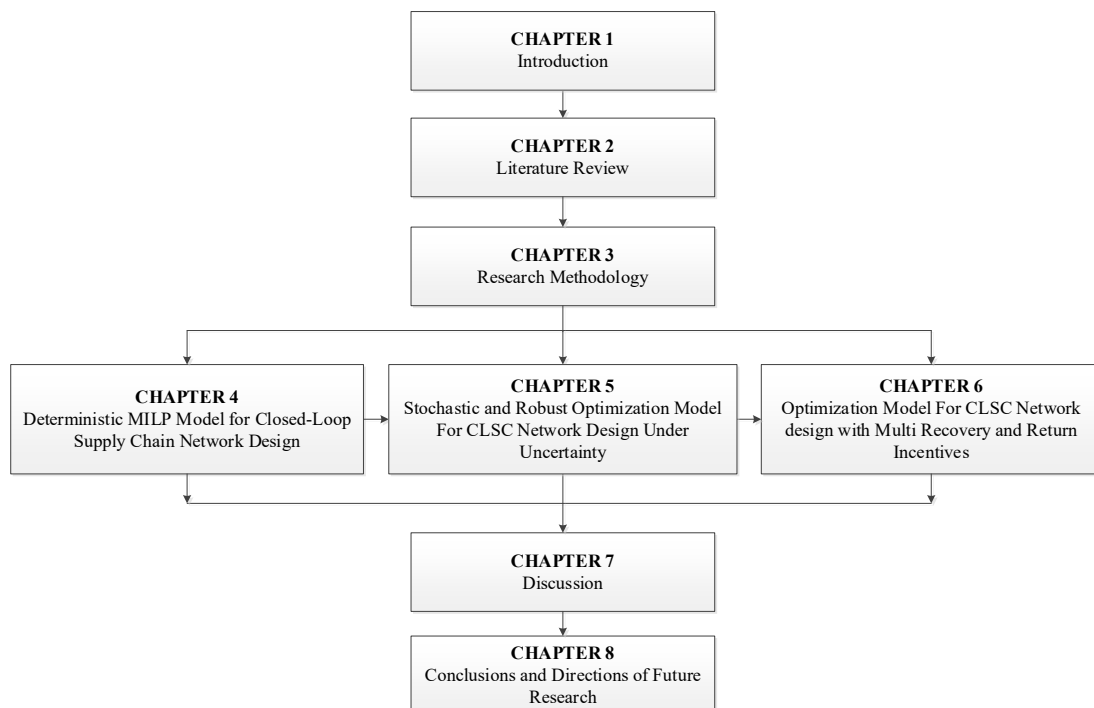 CHAPTER 1
Introduction
CHAPTER 2
Literature Review
CHAPTER 3
Research Methodology
CHAPTER 4
Deterministic MILP Model for Closed-Loop
Supply Chain Network Design
CHAPTER 5
Stochastic and Robust Optimization Model
For CLSC Network Design Under
Uncertainty
CHAPTER 6
Optimization Model For CLSC Network
design with Multi Recovery and Return
Incentives
CHAPTER 7
Discussion
CHAPTER 8
Conclusions and Directions of Future
Research